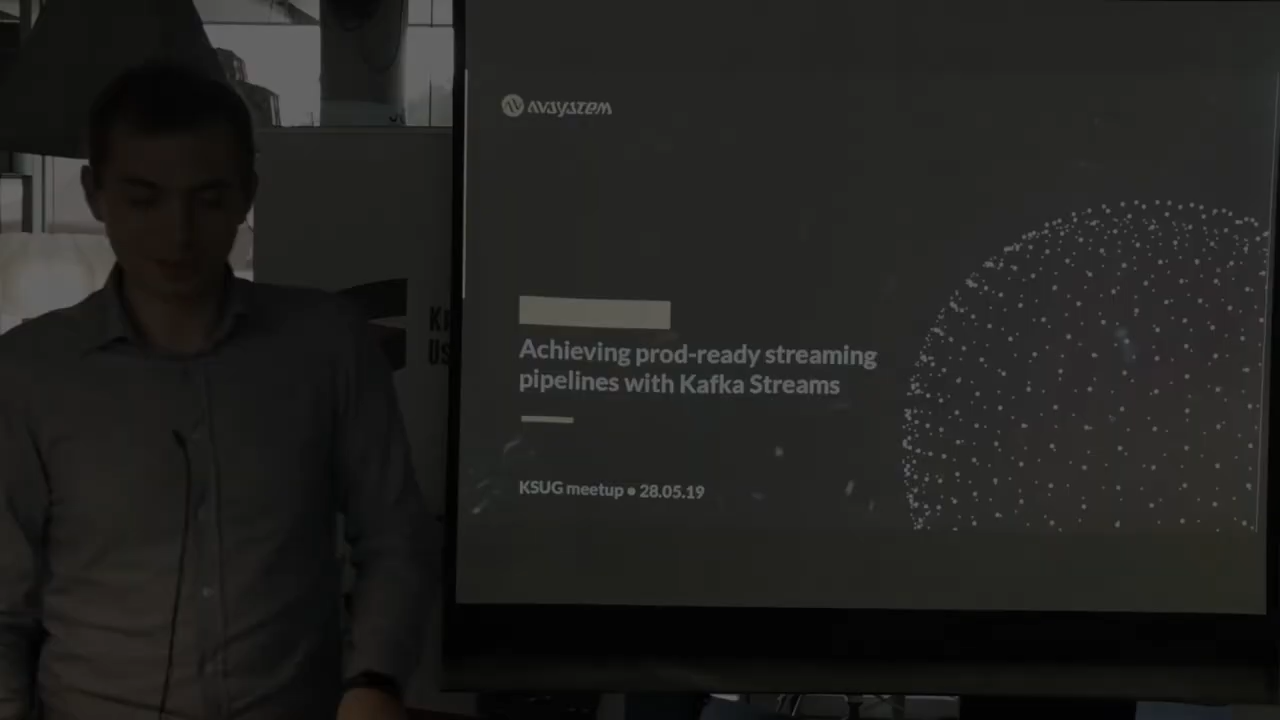 AVSYSTEM
Achieving prod-ready streaming
pipelines with Kafka Streams
KSUG meetup • 28.05.19